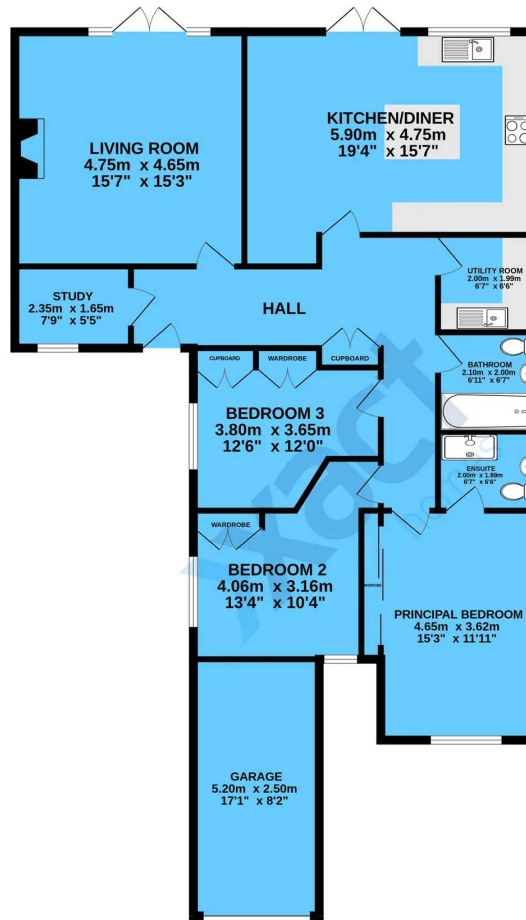 LIVING ROOM
4.75m x 4.65m
15'7" x 15'3"
KITCHEN/DINER
5.90m x 4.75m
19'4" x 15'7"
STUDY
2.35m x 1.65m
7'9" x 5'5"
HALL
UTILITY ROOM
2.00m x 1.99m
6'7" x 6'6"
CUPBOARD
WARDROBE
CUPBOARD
BATHROOM
2.10m x 2.00m
6'11" x 6'7"
BEDROOM 3
3.80m x 3.65m
12'6" x 12'0"
ENSUITE
2.00m x 1.99m
6'7" x 6'6"
xact
WARDROBE
BEDROOM 2
4.06m x 3.16m
13'4" x 10'4"
WARDROBE
PRINCIPAL BEDROOM
4.65m x 3.62m
15'3" x 11'11"
GARAGE
5.20m x 2.50m
17'1" x 8'2"